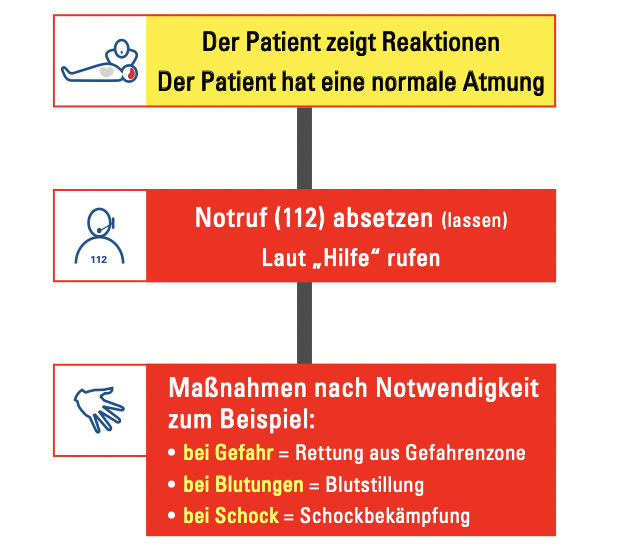 Der Patient zeigt Reaktionen
Der Patient hat eine normale Atmung
Notruf (112) absetzen (lassen)
Laut „Hilfe“ rufen
112
Maßnahmen nach Notwendigkeit
zum Beispiel:
• bei Gefahr = Rettung aus Gefahrenzone
• bei Blutungen = Blutstillung
• bei Schock = Schockbekämpfung